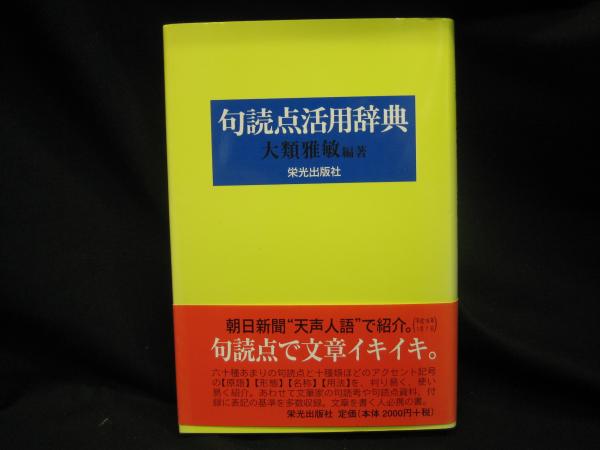 句読点活用辞典
大類雅敏編著
栄光出版社
朝日新聞“天声人語”で紹介。
句読点で文章イキイキ。
六十種あまりの句読点と十種類ほどのアクセント記号
の【原語】【形態】【名称】【用法】を、判り易く、使い
易く紹介。あわせて文筆家の句読考や句読点資料、付
録に表記の基準を多数収録。文章を書く人必携の書。
栄光出版社 定価(本体2000円+税)